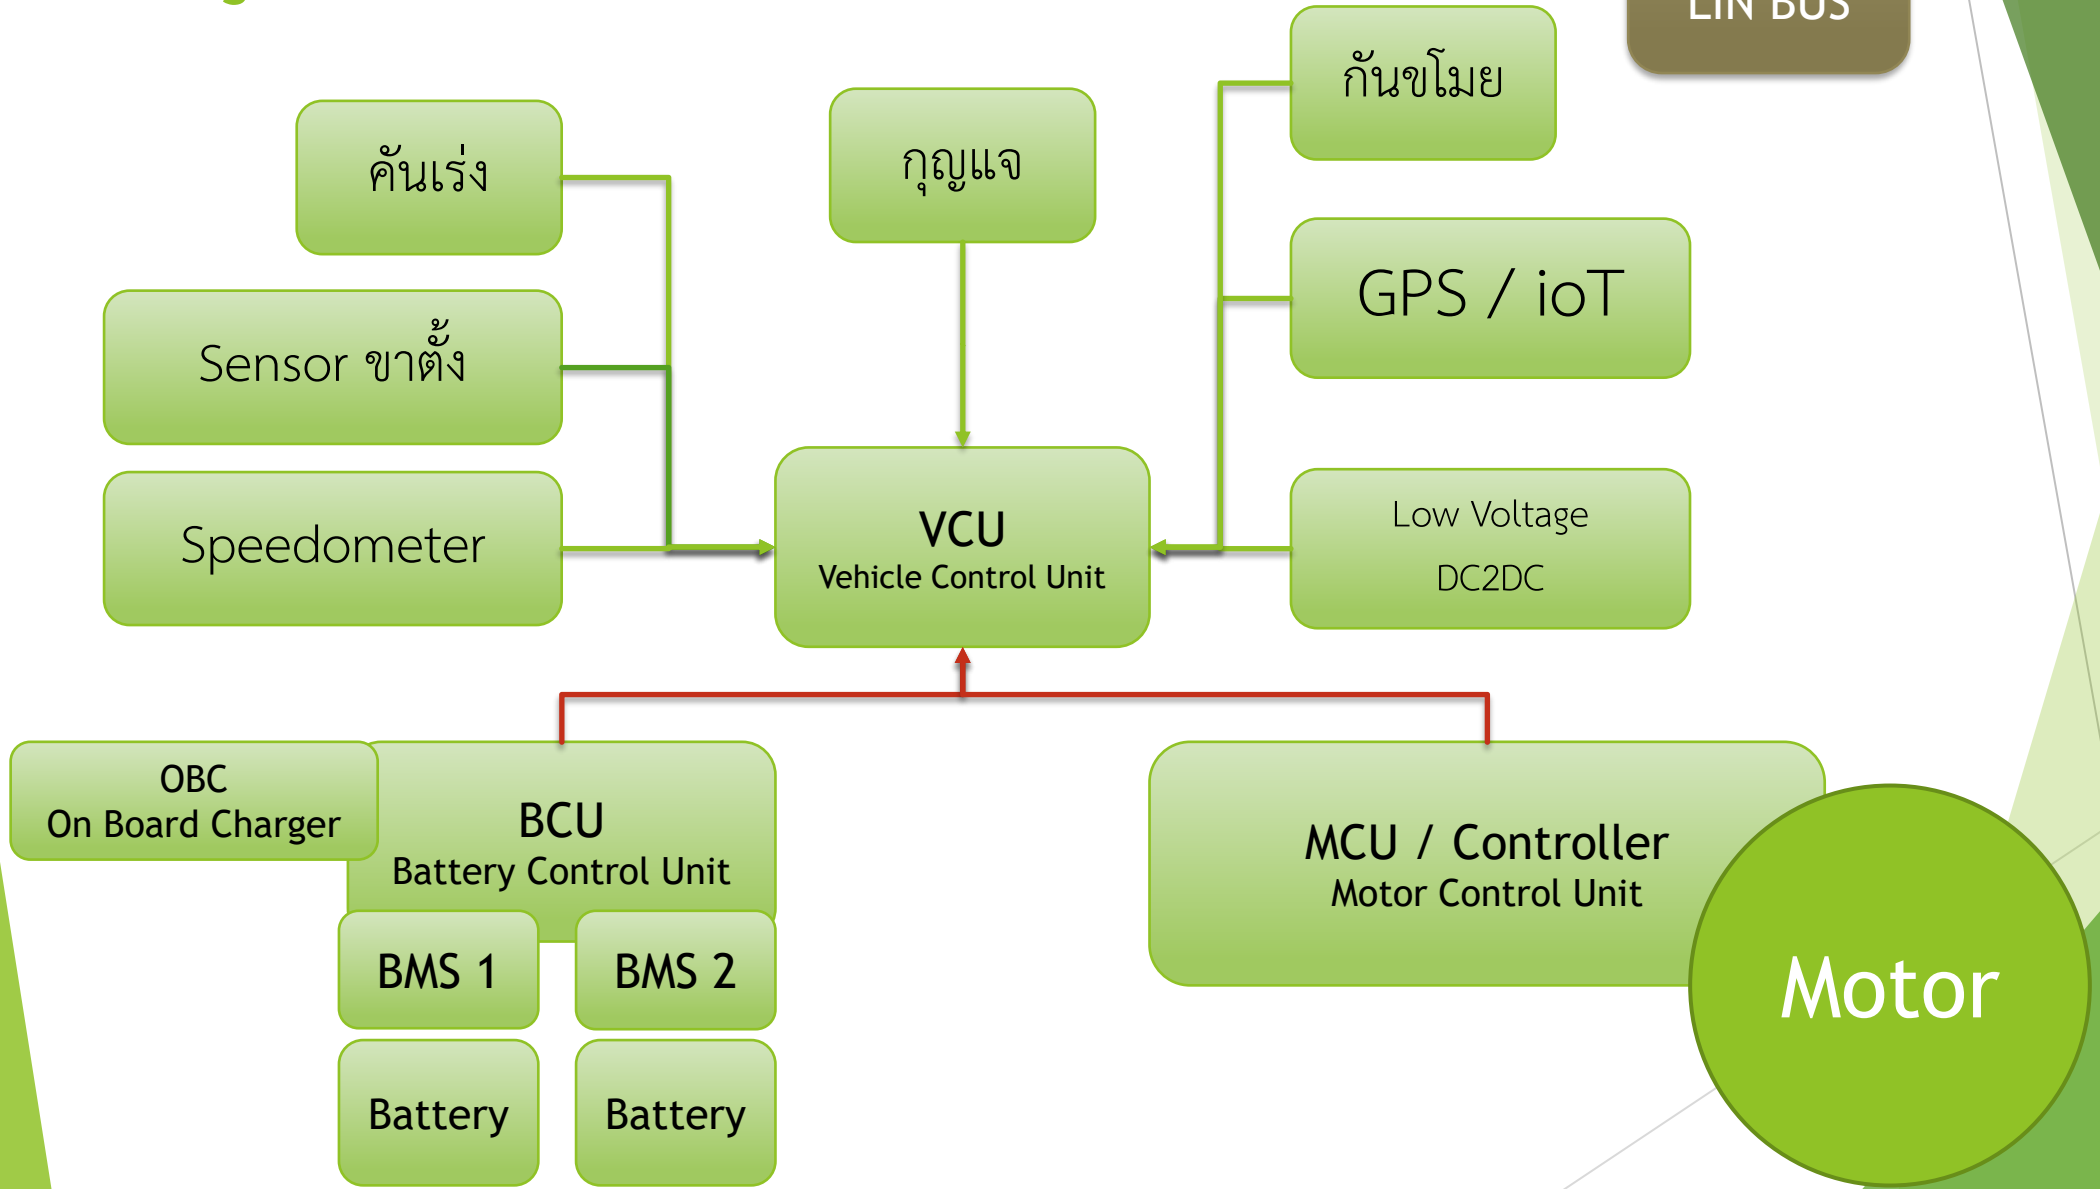 LIN BUS
กันขโมย
คันเร่ง
กุญแจ
GPS / ioT
Sensor ขาตั้ง
Speedometer
VCU
Vehicle Control Unit
Low Voltage
DC2DC
OBC
On Board Charger
BCU
Battery Control Unit
MCU / Controller
Motor Control Unit
BMS 1
BMS 2
Motor
Battery
Battery